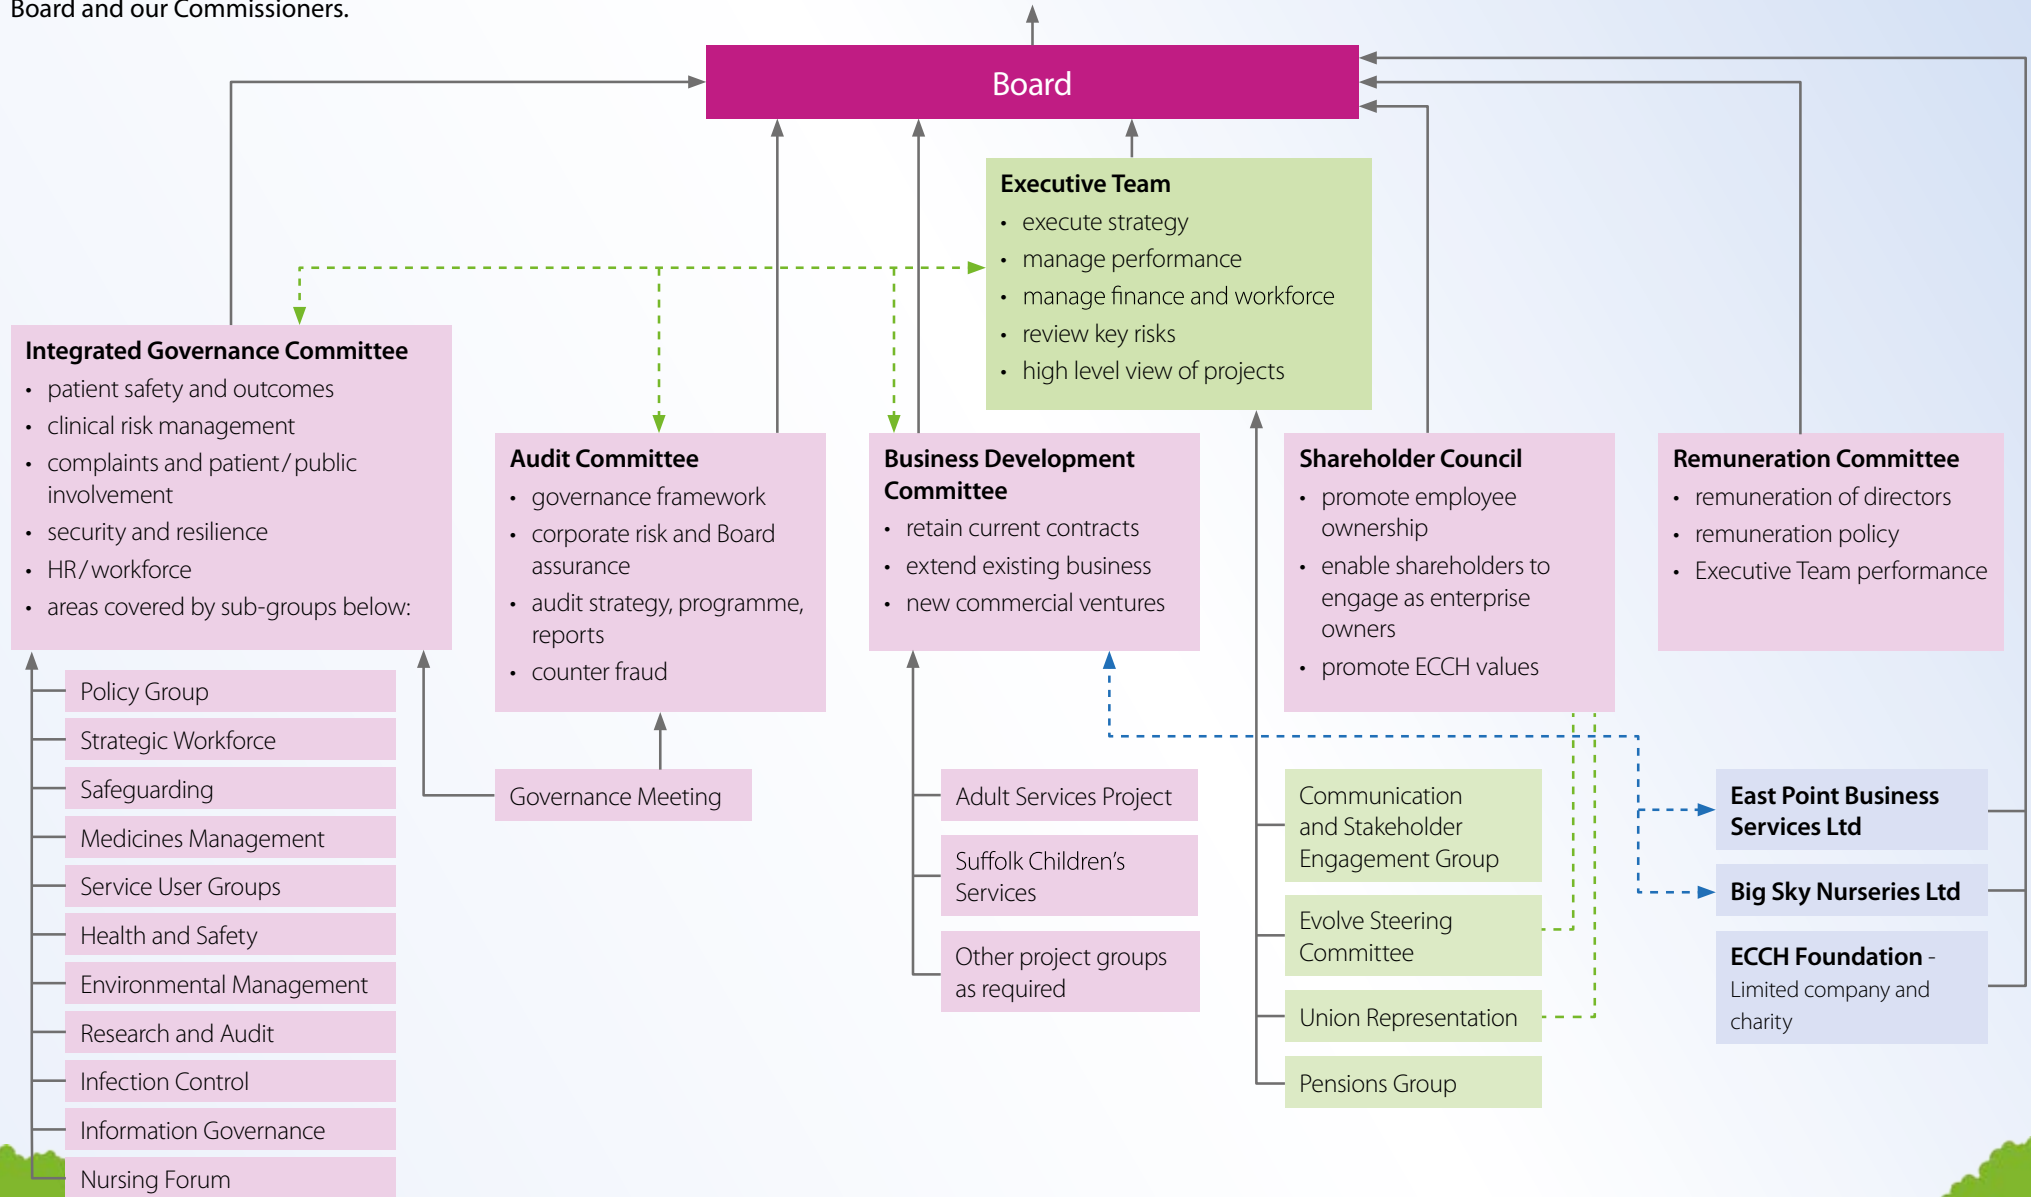 Board and our Commissioners.
Board
Executive Team
• execute strategy
• manage performance
• manage finance and workforce
• review key risks
• high level view of projects
Integrated Governance Committee
• patient safety and outcomes
• clinical risk management
• complaints and patient/public
involvement
• security and resilience
• HR/workforce
• areas covered by sub-groups below:
Policy Group
Strategic Workforce
Safeguarding
Medicines Management
Service User Groups
Health and Safety
Environmental Management
Research and Audit
Infection Control
Information Governance
Nursing Forum
Audit Committee
• governance framework
• corporate risk and Board
assurance
• audit strategy, programme,
reports
• counter fraud
Governance Meeting
Business Development
Committee
• retain current contracts
• extend existing business
• new commercial ventures
Adult Services Project
Suffolk Children’s
Services
Other project groups
as required
Shareholder Council
• promote employee
ownership
• enable shareholders to
engage as enterprise
owners
• promote ECCH values
Communication
and Stakeholder
Engagement Group
Evolve Steering
Committee
Union Representation
Pensions Group
Remuneration Committee
• remuneration of directors
• remuneration policy
• Executive Team performance
East Point Business
Services Ltd
Big Sky Nurseries Ltd
ECCH Foundation -
Limited company and
charity